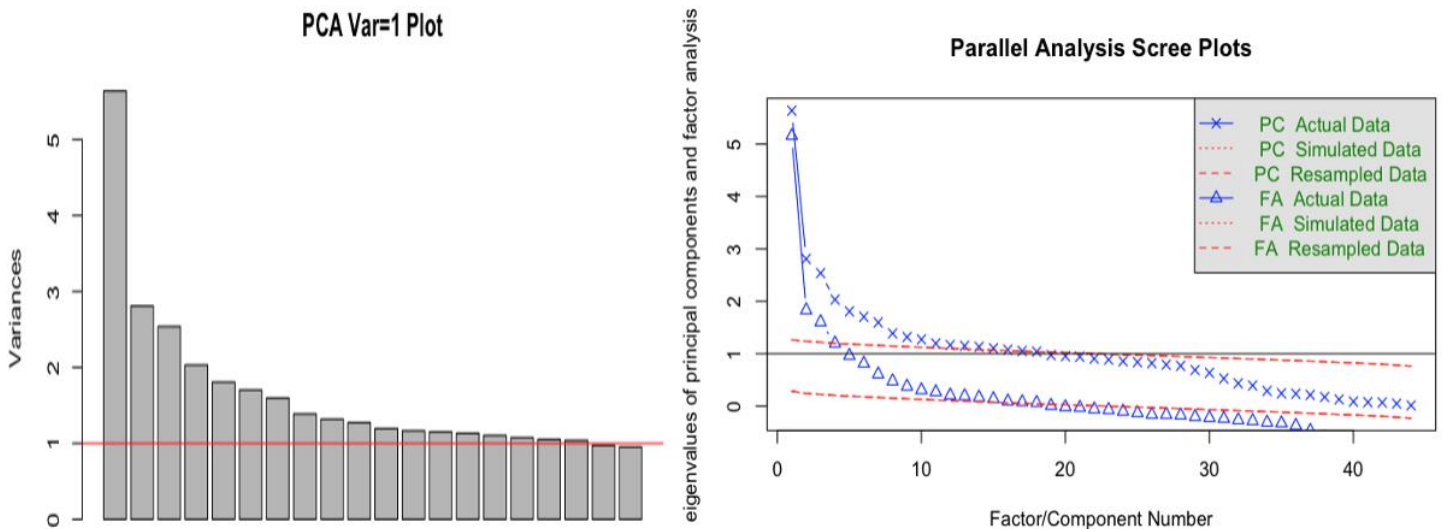 PCA Var=1 Plot
Variances
0
1
2
3
4
5
Parallel Analysis Scree Plots
eigenvalues of principal components and factor analysis
5
4
3
2
1
0
PC Actual Data
PC Simulated Data
PC Resampled Data
FA Actual Data
FA Simulated Data
FA Resampled Data
0 10 20 30 40
Factor/Component Number